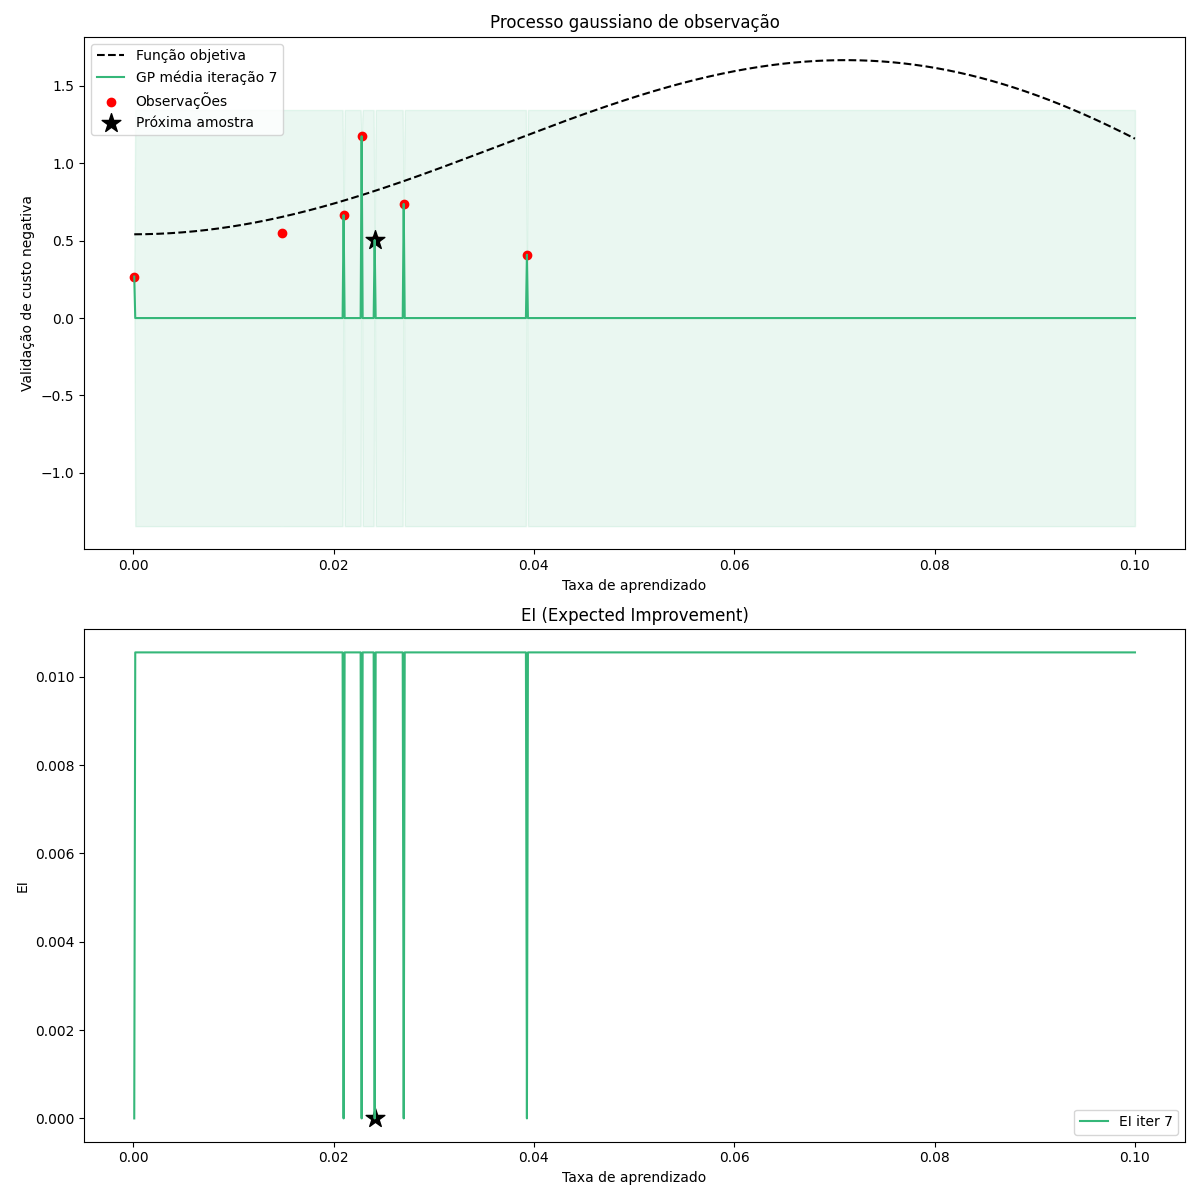 Processo gaussiano de observação
Função objetiva
GP média iteração 7
ObservaçÕes
Próxima amostra
Validação de custo negativa
1.5
1.0
0.5
0.0
−0.5
−1.0
0.00 0.02 0.04 0.06 0.08 0.10
Taxa de aprendizado
EI (Expected Improvement)
EI
0.010
0.008
0.006
0.004
0.002
0.000
EI iter 7
0.00 0.02 0.04 0.06 0.08 0.10
Taxa de aprendizado